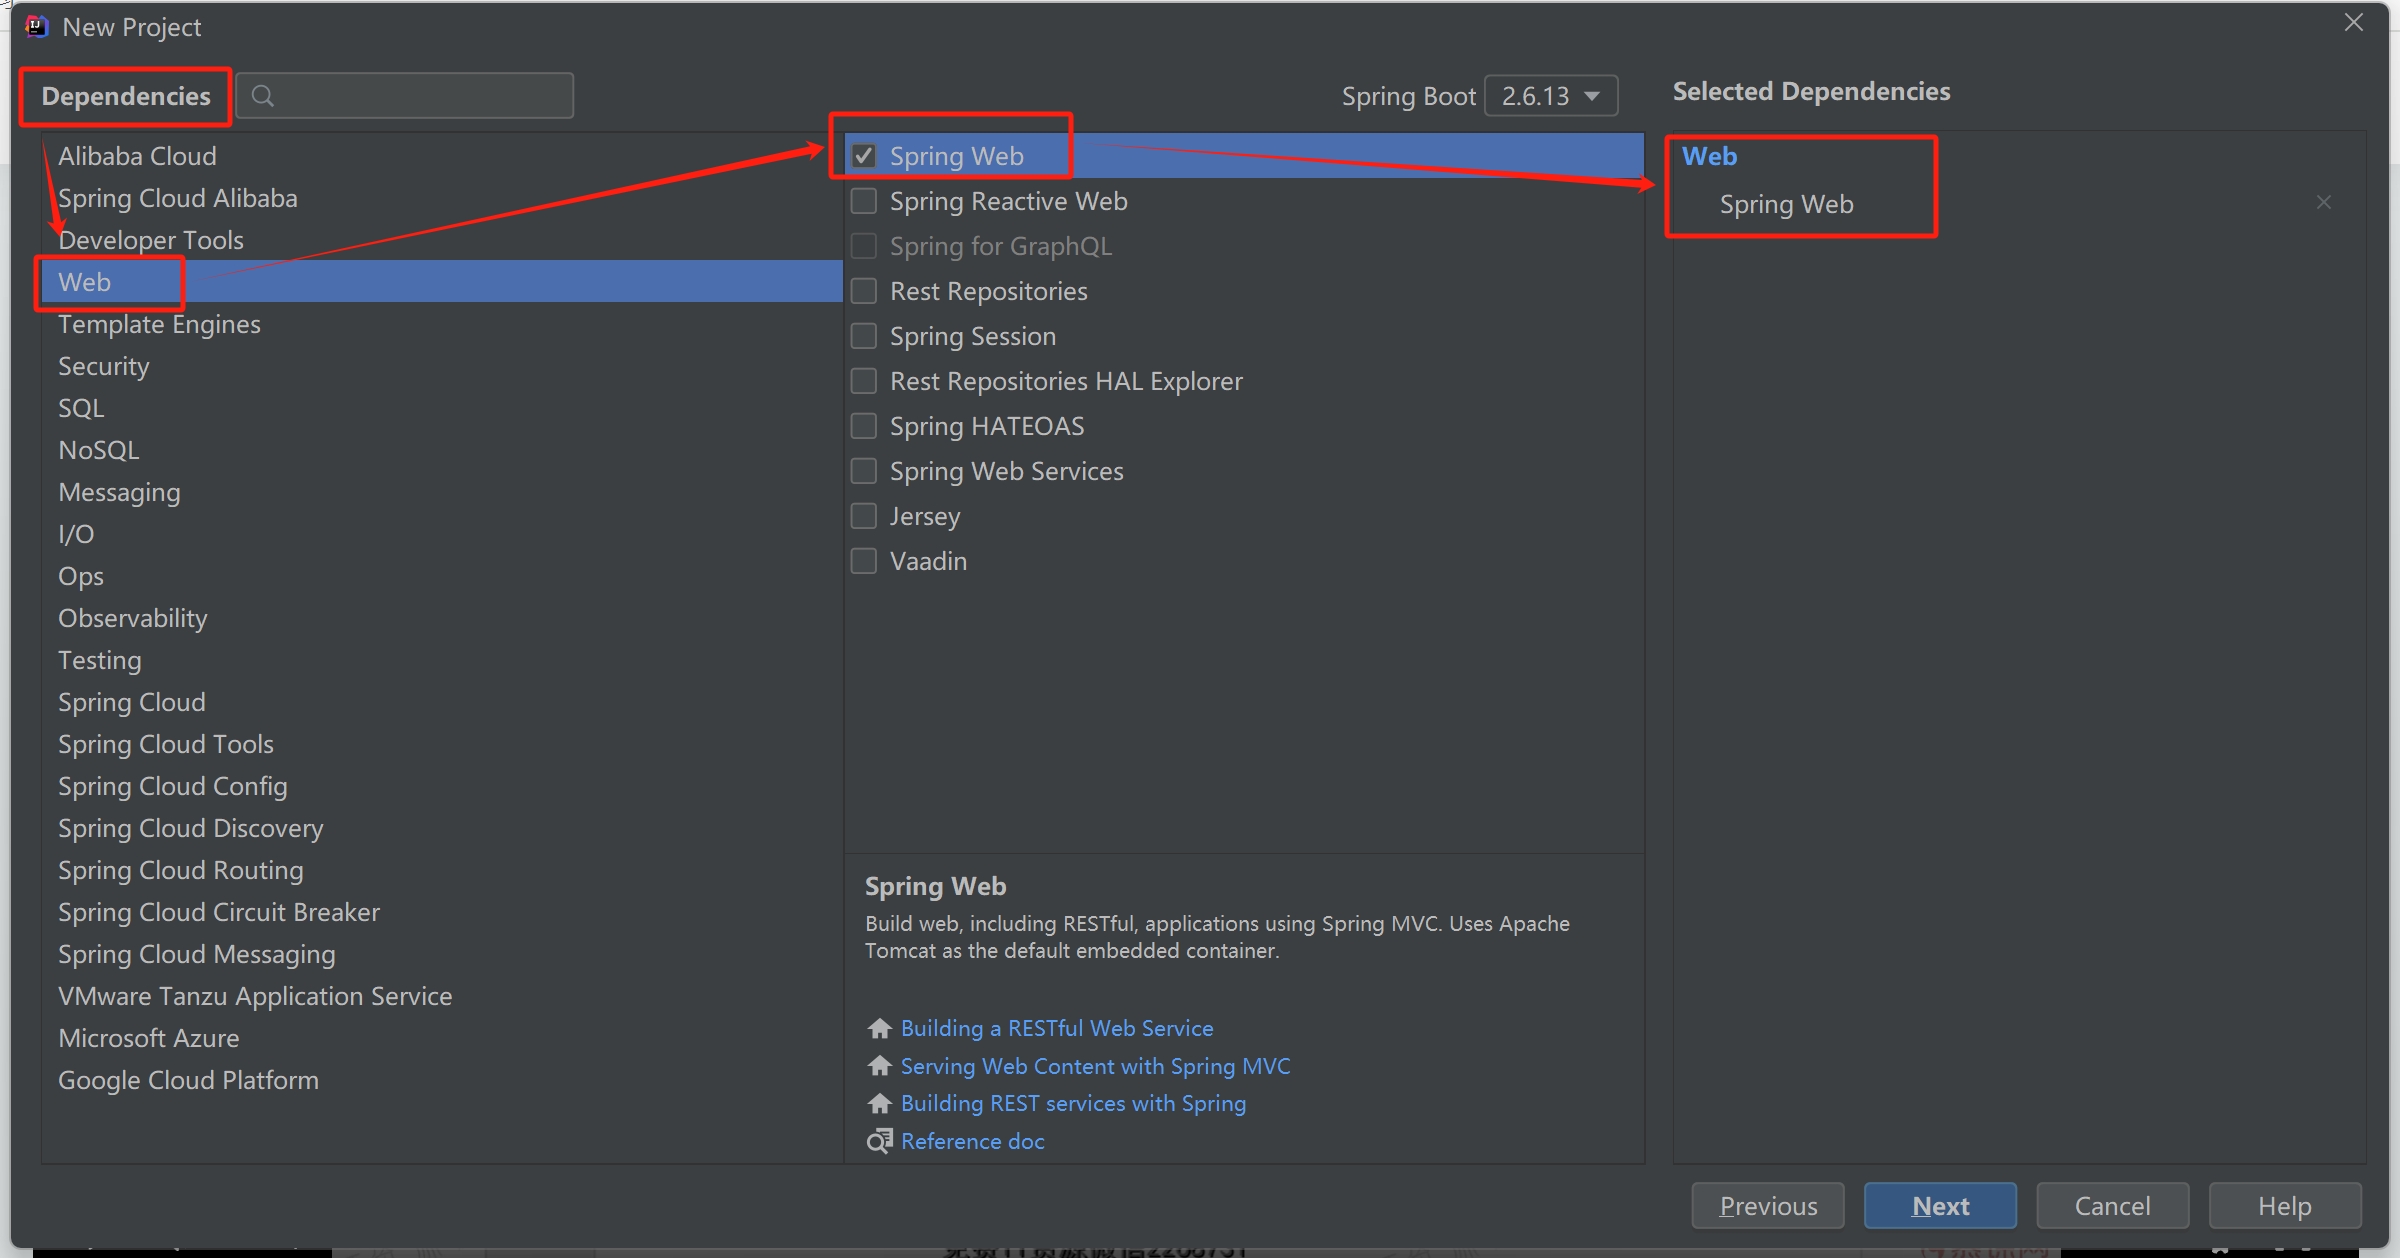 New Project
Dependencies
Spring Boot 2.6.13
Selected Dependencies
Alibaba Cloud
Spring Cloud Alibaba
Developer Tools
Web
Template Engines
Security
SQL
NoSQL
Messaging
I/O
Ops
Observability
Testing
Spring Cloud
Spring Cloud Tools
Spring Cloud Config
Spring Cloud Discovery
Spring Cloud Routing
Spring Cloud Circuit Breaker
Spring Cloud Messaging
VMware Tanzu Application Service
Microsoft Azure
Google Cloud Platform
Spring Web
Spring Reactive Web
Spring for GraphQL
Rest Repositories
Spring Session
Rest Repositories HAL Explorer
Spring HATEOAS
Spring Web Services
Jersey
Vaadin
Spring Web
Build web, including RESTful, applications using Spring MVC. Uses Apache
Tomcat as the default embedded container.
Building a RESTful Web Service
Serving Web Content with Spring MVC
Building REST services with Spring
Reference doc
Web
Spring Web
Previous
Next
Cancel
Help